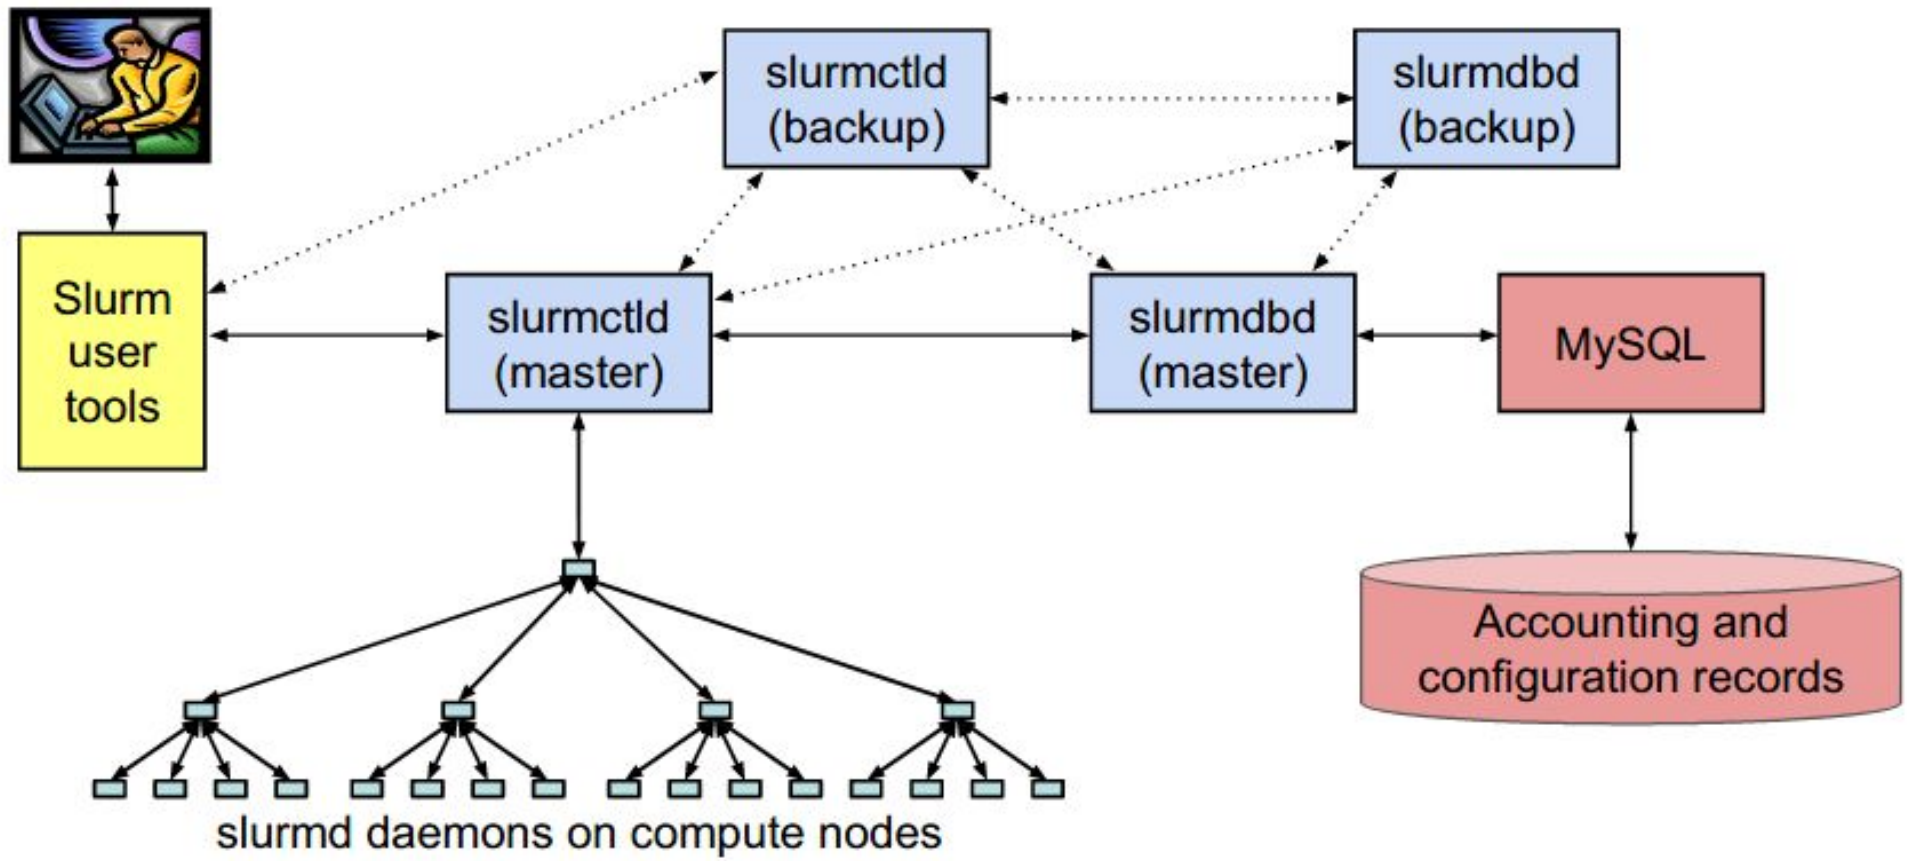 slurmctld
(backup)
slurmdbd
(backup)
Slurm
user
tools
slurmctld
(master)
slurmdbd
(master)
MySQL
Accounting and
configuration records
slurmd daemons on compute nodes